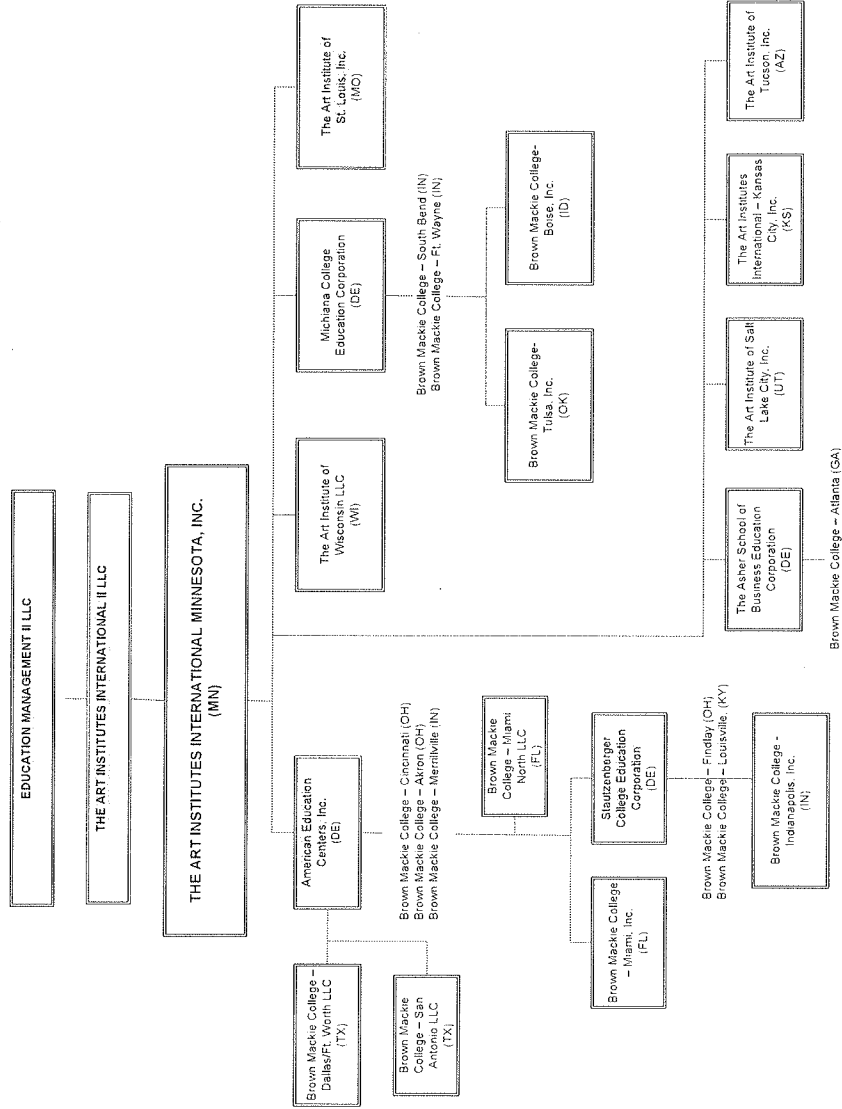 EDUCATION MANAGEMENT II LLC
THE ART INSTITUTES INTERNATIONAL II LLC
THE ART INSTITUTES INTERNATIONAL MINNESOTA, INC.
(MN)
American Education
Centers, Inc.
(DE)
The Art Institute of
Wisconsin LLC
(WI)
Michiana College
Education Corporation
(DE)
The Art Institute of
St. Louis, Inc.
(MO)
Brown Mackie College –
Dallas/Ft. Worth LLC
(TX)
Brown Mackie
College – San
Antonio LLC
(TX)
Brown Mackie College – Cincinnati (OH)
Brown Mackie College – Akron (OH)
Brown Mackie College – Merrillville (IN)
Brown Mackie College – South Bend (IN)
Brown Mackie College – Ft. Wayne (IN)
Brown Mackie
College – Miami
North LLC
(FL)
Brown Mackie College-
Tulsa, Inc.
(OK)
Brown Mackie College-
Boise, Inc.
(ID)
Brown Mackie College
– Miami, Inc.
(FL)
Stautzenberger
College Education
Corporation
(DE)
Brown Mackie College – Findlay (OH)
Brown Mackie College – Louisville, (KY)
Brown Mackie College -
Indianapolis, Inc.
(IN)
The Asher School of
Business Education
Corporation
(DE)
The Art Institute of Salt
Lake City, Inc.
(UT)
The Art Institutes
International – Kansas
City, Inc.
(KS)
The Art Institute of
Tucson, Inc.
(AZ)
Brown Mackie College – Atlanta (GA)